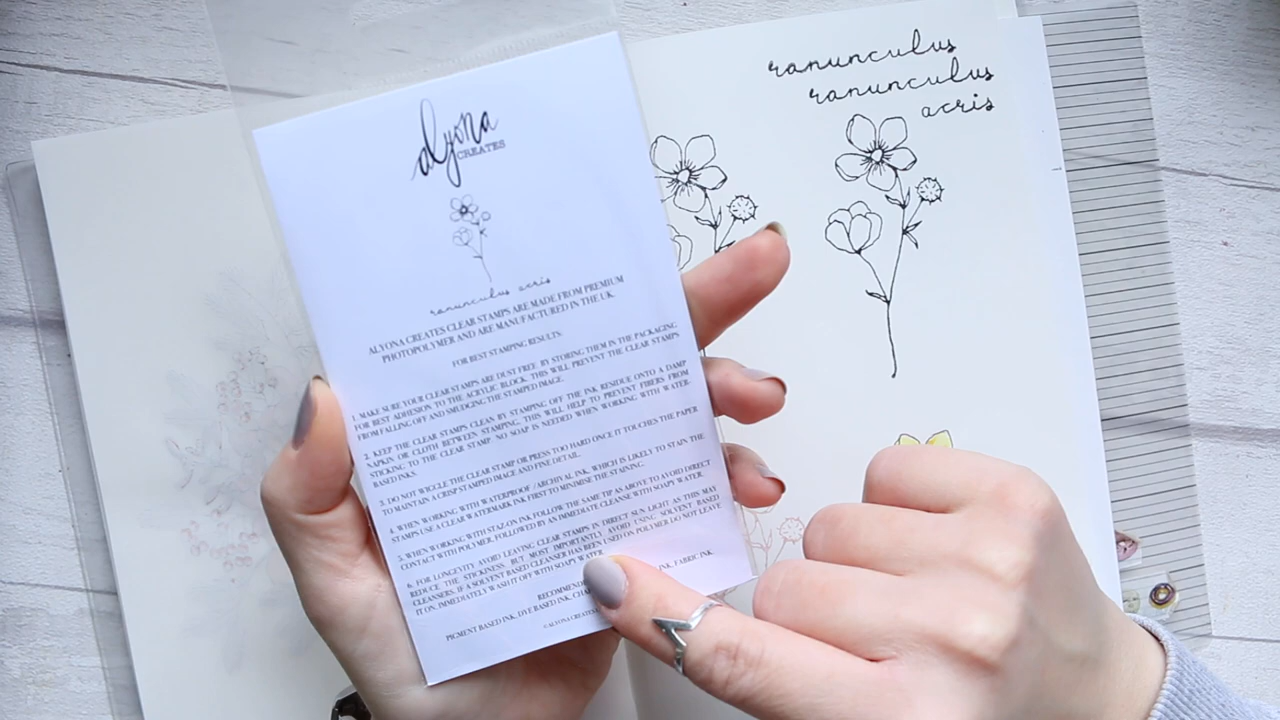 alyona
CREATES
ranunculus acris
ALYONA CREATES CLEAR STAMPS ARE MADE FROM PREMIUM
PHOTOPOLYMER AND ARE MANUFACTURED IN THE UK.
FOR BEST STAMPING RESULTS:
1. MAKE SURE YOUR CLEAR STAMPS ARE DUST FREE BY STORING THEM IN THE PACKAGING
FOR BEST ADHESION TO THE ACRYLIC BLOCK. THIS WILL PREVENT THE CLEAR STAMPS
FROM FALLING OFF AND SMUDGING THE STAMPED IMAGE.
2. KEEP THE CLEAR STAMPS CLEAN BY STAMPING OFF THE INK RESIDUE ONTO A DAMP
NAPKIN OR CLOTH BETWEEN STAMPING. THIS WILL HELP TO PREVENT FIBERS FROM
STICKING TO THE CLEAR STAMP. NO SOAP IS NEEDED WHEN WORKING WITH WATER-
BASED INKS.
3. DO NOT WIGGLE THE CLEAR STAMP OR PRESS TOO HARD ONCE IT TOUCHES THE PAPER
TO MAINTAIN A CRISP STAMPED IMAGE AND FINE DETAIL.
4. WHEN WORKING WITH WATERPROOF / ARCHIVAL INK, WHICH IS LIKELY TO STAIN THE
STAMPS USE A CLEAR WATERMARK INK FIRST TO MINIMISE THE STAINING.
5. WHEN WORKING WITH STAZON INK FOLLOW THE SAME TIP AS ABOVE TO AVOID DIRECT
CONTACT WITH POLYMER, FOLLOWED BY AN IMMEDIATE CLEANSE WITH SOAPY WATER.
6. FOR LONGEVITY AVOID LEAVING CLEAR STAMPS IN DIRECT SUN LIGHT AS THIS MAY
REDUCE THE STICKINESS, BUT MOST IMPORTANTLY AVOID USING SOLVENT BASED
CLEANSERS. IF A SOLVENT BASED CLEANSER HAS BEEN USED ON POLYMER DO NOT LEAVE
IT ON, IMMEDIATELY WASH IT OFF WITH SOAPY WATER.
INK, FABRIC INK,
PIGMENT BASED INK, DYE BASED INK,
©ALYONA CREATES
ranunculus
ranunculus
acris